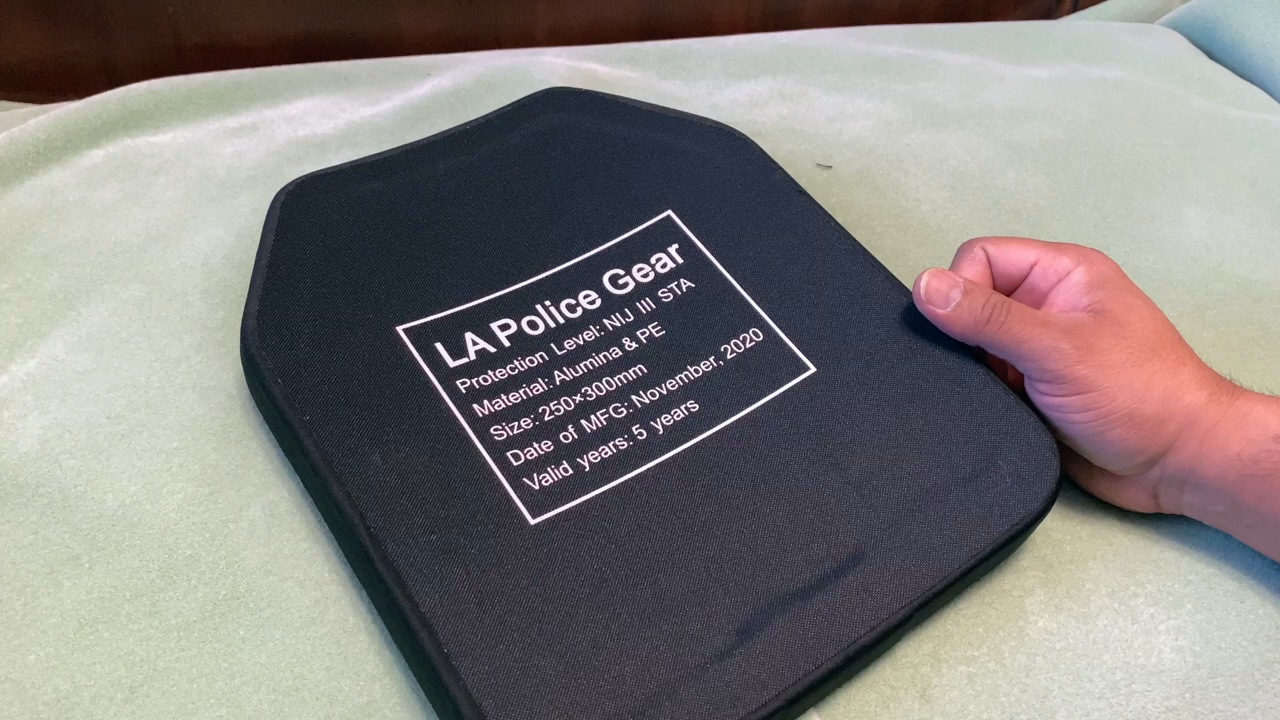 LA Police Gear
Protection Level: NIJ III STA
Material: Alumina & PE
Size: 250×300mm
Date of MFG: November, 2020
Valid years: 5 years